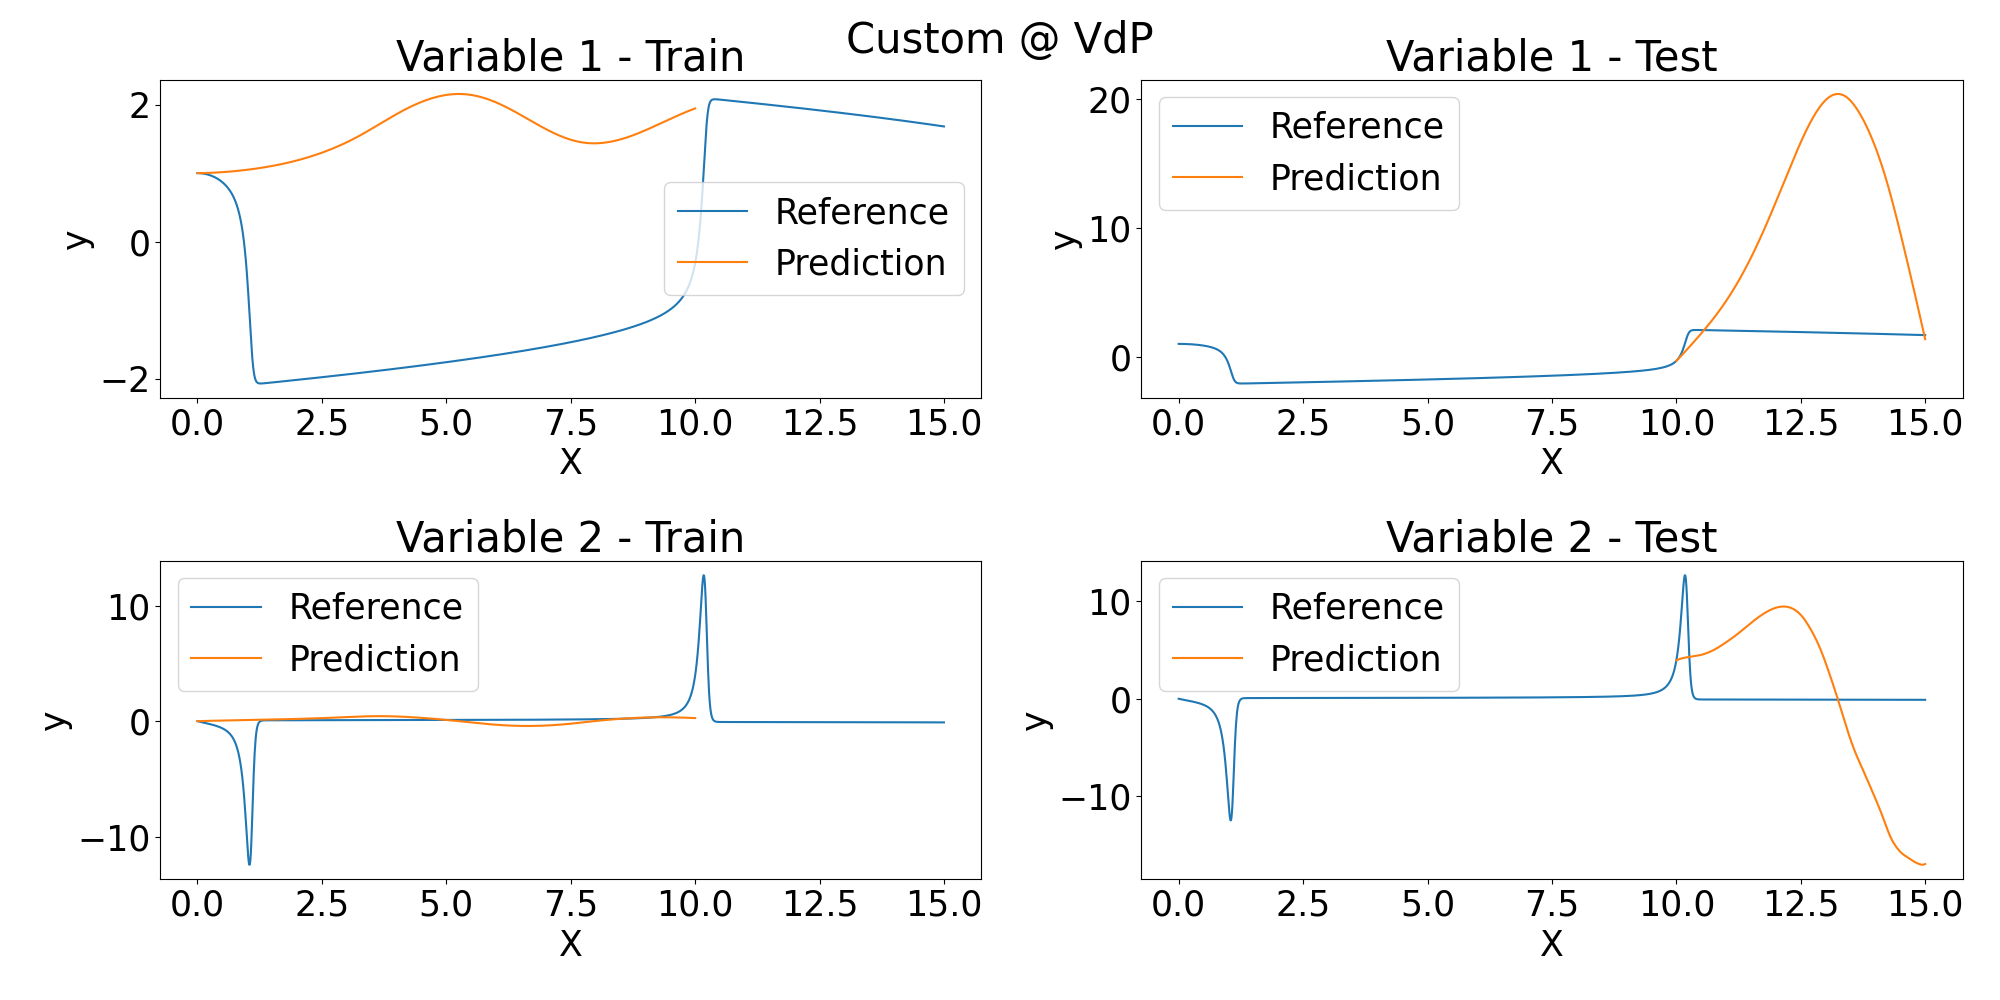 Custom @ VdP
Variable 1 - Train
2
0
−2
y
Reference
Prediction
0.0 2.5 5.0 7.5 10.0 12.5 15.0
X
Variable 1 - Test
20
10
0
y
Reference
Prediction
0.0 2.5 5.0 7.5 10.0 12.5 15.0
X
Variable 2 - Train
10
0
−10
y
Reference
Prediction
0.0 2.5 5.0 7.5 10.0 12.5 15.0
X
Variable 2 - Test
10
0
−10
y
Reference
Prediction
0.0 2.5 5.0 7.5 10.0 12.5 15.0
X